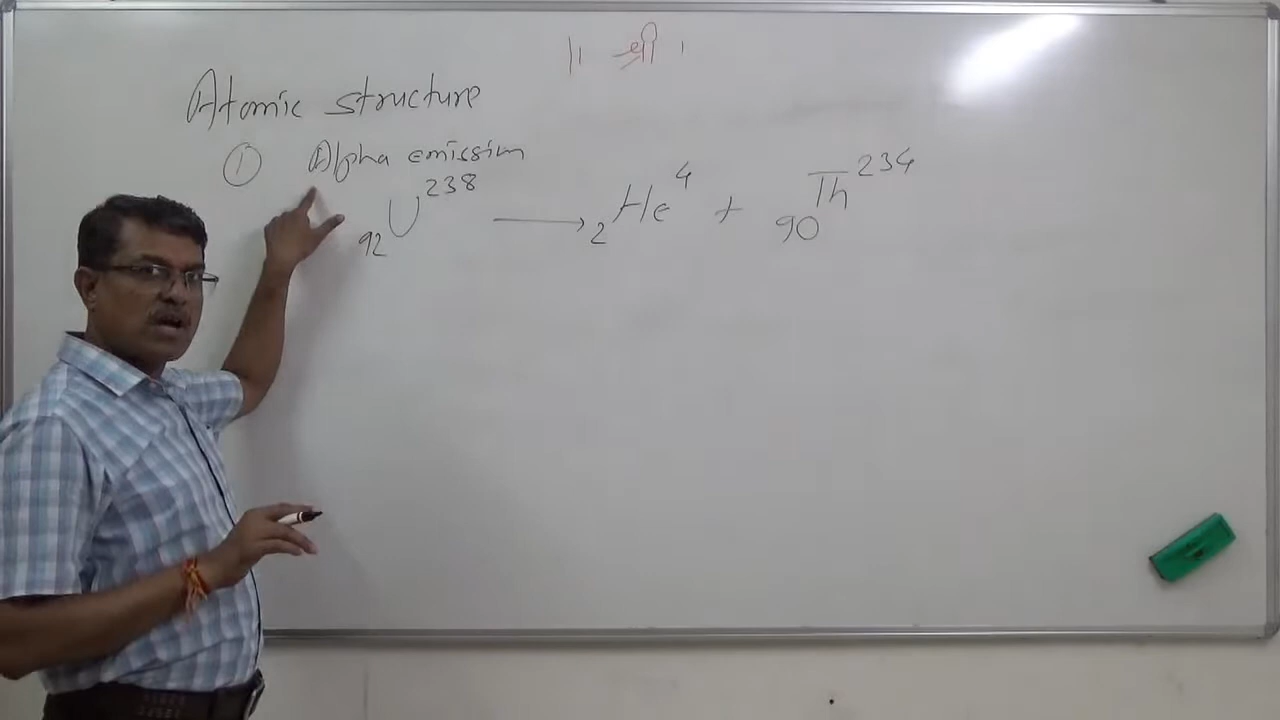 || श्री |
Atomic structure
① Alpha emission
₉₂U²³⁸ ⟶ ₂He⁴ + ₉₀Th²³⁴